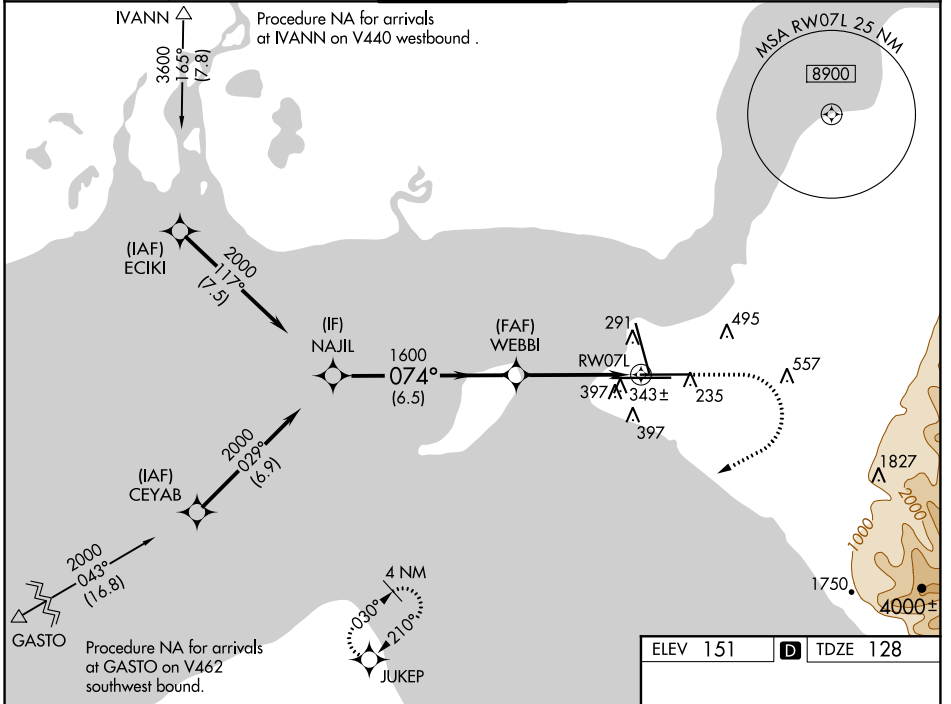 IVANN
Procedure NA for arrivals
at IVANN on V440 westbound .
3600
165°
(7.8)
MSA RW07L 25 NM
8900
(IAF)
ECIKI
2000
117°
(7.5)
(IF)
NAJIL
1600
074°
(6.5)
(FAF)
WEBBI
RW07L
291
495
557
397
343±
235
397
(IAF)
CEYAB
2000
029°
(6.9)
1827
2000
1000
2000
043°
(16.8)
GASTO
4 NM
030°
210°
JUKEP
1750
4000±
Procedure NA for arrivals
at GASTO on V462
southwest bound.
ELEV 151
D
TDZE 128